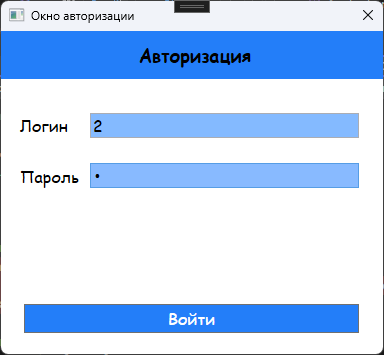 Окно авторизации
Авторизация
Логин 2
Пароль •
Войти